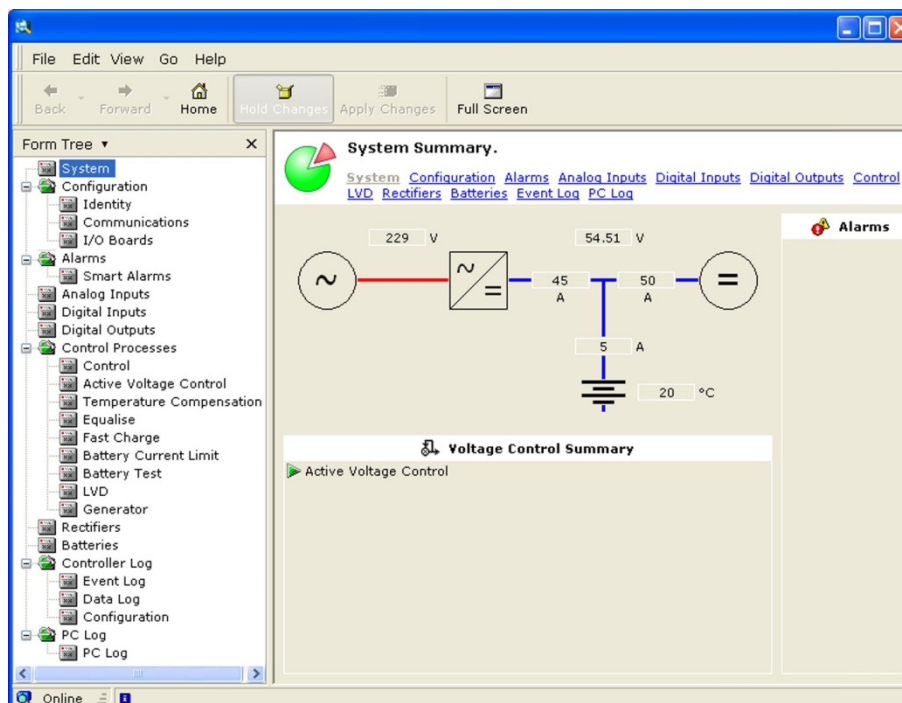 File Edit View Go Help
Back Forward Home Hold Changes Apply Changes Full Screen
Form Tree
System
Configuration
Identity
Communications
I/O Boards
Alarms
Smart Alarms
Analog Inputs
Digital Inputs
Digital Outputs
Control Processes
Control
Active Voltage Control
Temperature Compensation
Equalise
Fast Charge
Battery Current Limit
Battery Test
LVD
Generator
Rectifiers
Batteries
Controller Log
Event Log
Data Log
Configuration
PC Log
PC Log
System Summary.
System Configuration Alarms Analog Inputs Digital Inputs Digital Outputs Control
LVD Rectifiers Batteries Event Log PC Log
229 V 54.51 V
45 A 50 A
5 A
20 °C
Voltage Control Summary
Active Voltage Control
Alarms
Online